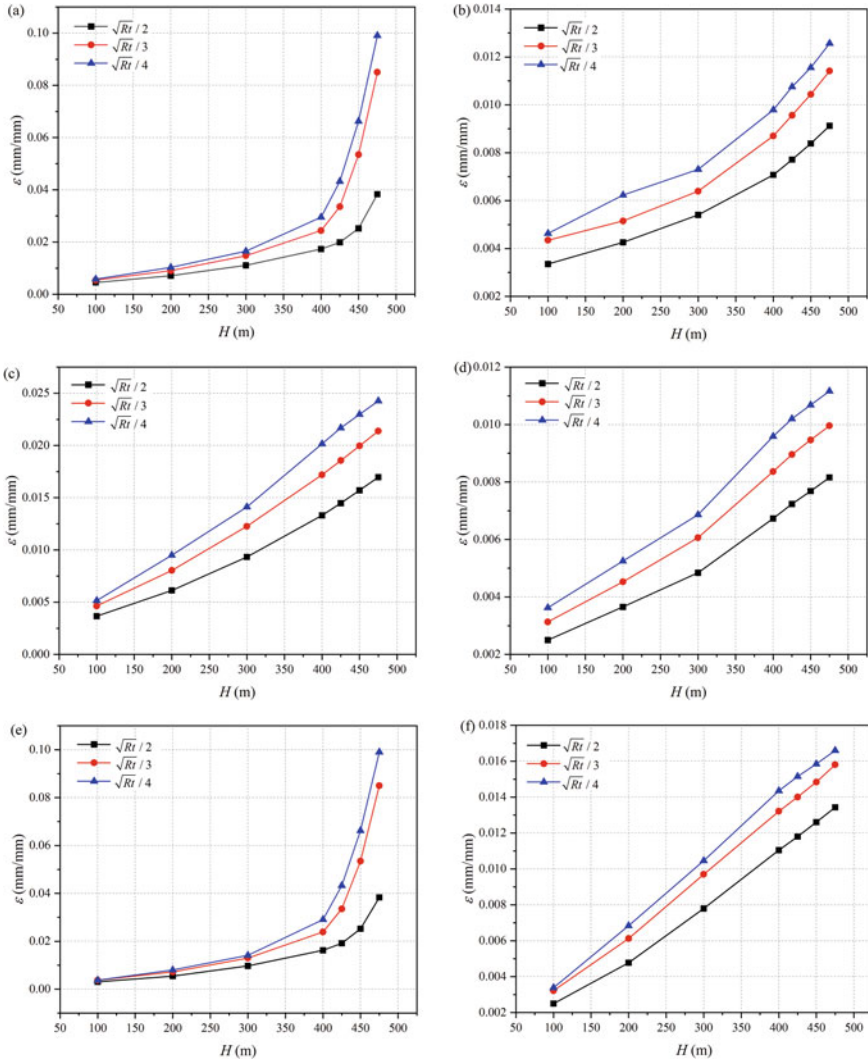 (a)
√Rt / 2
√Rt / 3
√Rt / 4
ε (mm/mm)
0.10
0.08
0.06
0.04
0.02
0.00
50 100 150 200 250 300 350 400 450 500
H (m)
(b)
√Rt / 2
√Rt / 3
√Rt / 4
ε (mm/mm)
0.014
0.012
0.010
0.008
0.006
0.004
0.002
50 100 150 200 250 300 350 400 450 500
H (m)
(c)
√Rt / 2
√Rt / 3
√Rt / 4
ε (mm/mm)
0.025
0.020
0.015
0.010
0.005
0.000
50 100 150 200 250 300 350 400 450 500
H (m)
(d)
√Rt / 2
√Rt / 3
√Rt / 4
ε (mm/mm)
0.012
0.010
0.008
0.006
0.004
0.002
50 100 150 200 250 300 350 400 450 500
H (m)
(e)
√Rt / 2
√Rt / 3
√Rt / 4
ε (mm/mm)
0.10
0.08
0.06
0.04
0.02
0.00
50 100 150 200 250 300 350 400 450 500
H (m)
(f)
√Rt / 2
√Rt / 3
√Rt / 4
ε (mm/mm)
0.018
0.016
0.014
0.012
0.010
0.008
0.006
0.004
0.002
50 100 150 200 250 300 350 400 450 500
H (m)